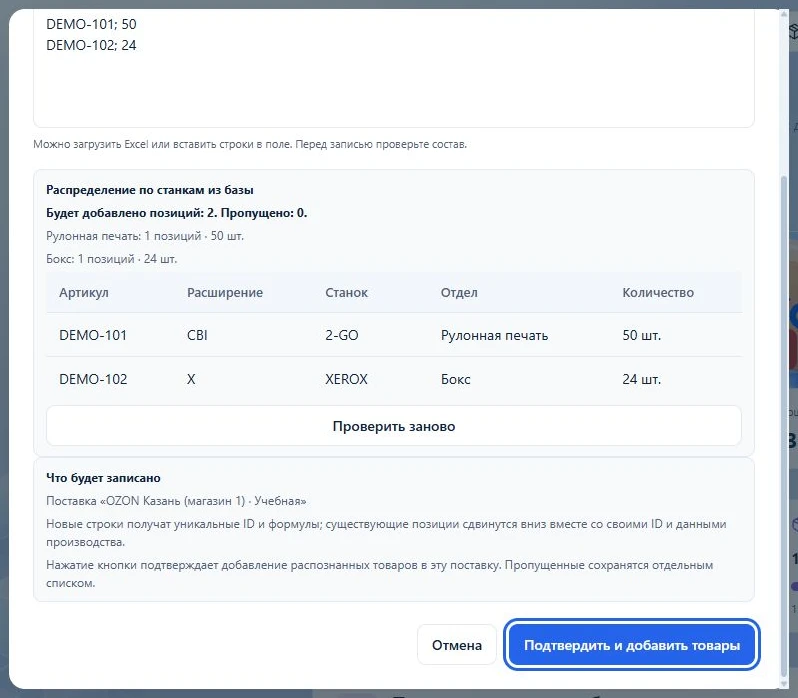 DEMO-101; 50
DEMO-102; 24
Можно загрузить Excel или вставить строки в поле. Перед записью проверьте состав.
Распределение по станкам из базы
Будет добавлено позиций: 2. Пропущено: 0.
Рулонная печать: 1 позиций · 50 шт.
Бокс: 1 позиций · 24 шт.
Артикул Расширение Станок Отдел Количество
DEMO-101 CBI 2-GO Рулонная печать 50 шт.
DEMO-102 X XEROX Бокс 24 шт.
Проверить заново
Что будет записано
Поставка «OZON Казань (магазин 1) · Учебная»
Новые строки получат уникальные ID и формулы; существующие позиции сдвинутся вниз вместе со своими ID и данными
производства.
Нажатие кнопки подтверждает добавление распознанных товаров в эту поставку. Пропущенные сохранятся отдельным
списком.
Отмена Подтвердить и добавить товары